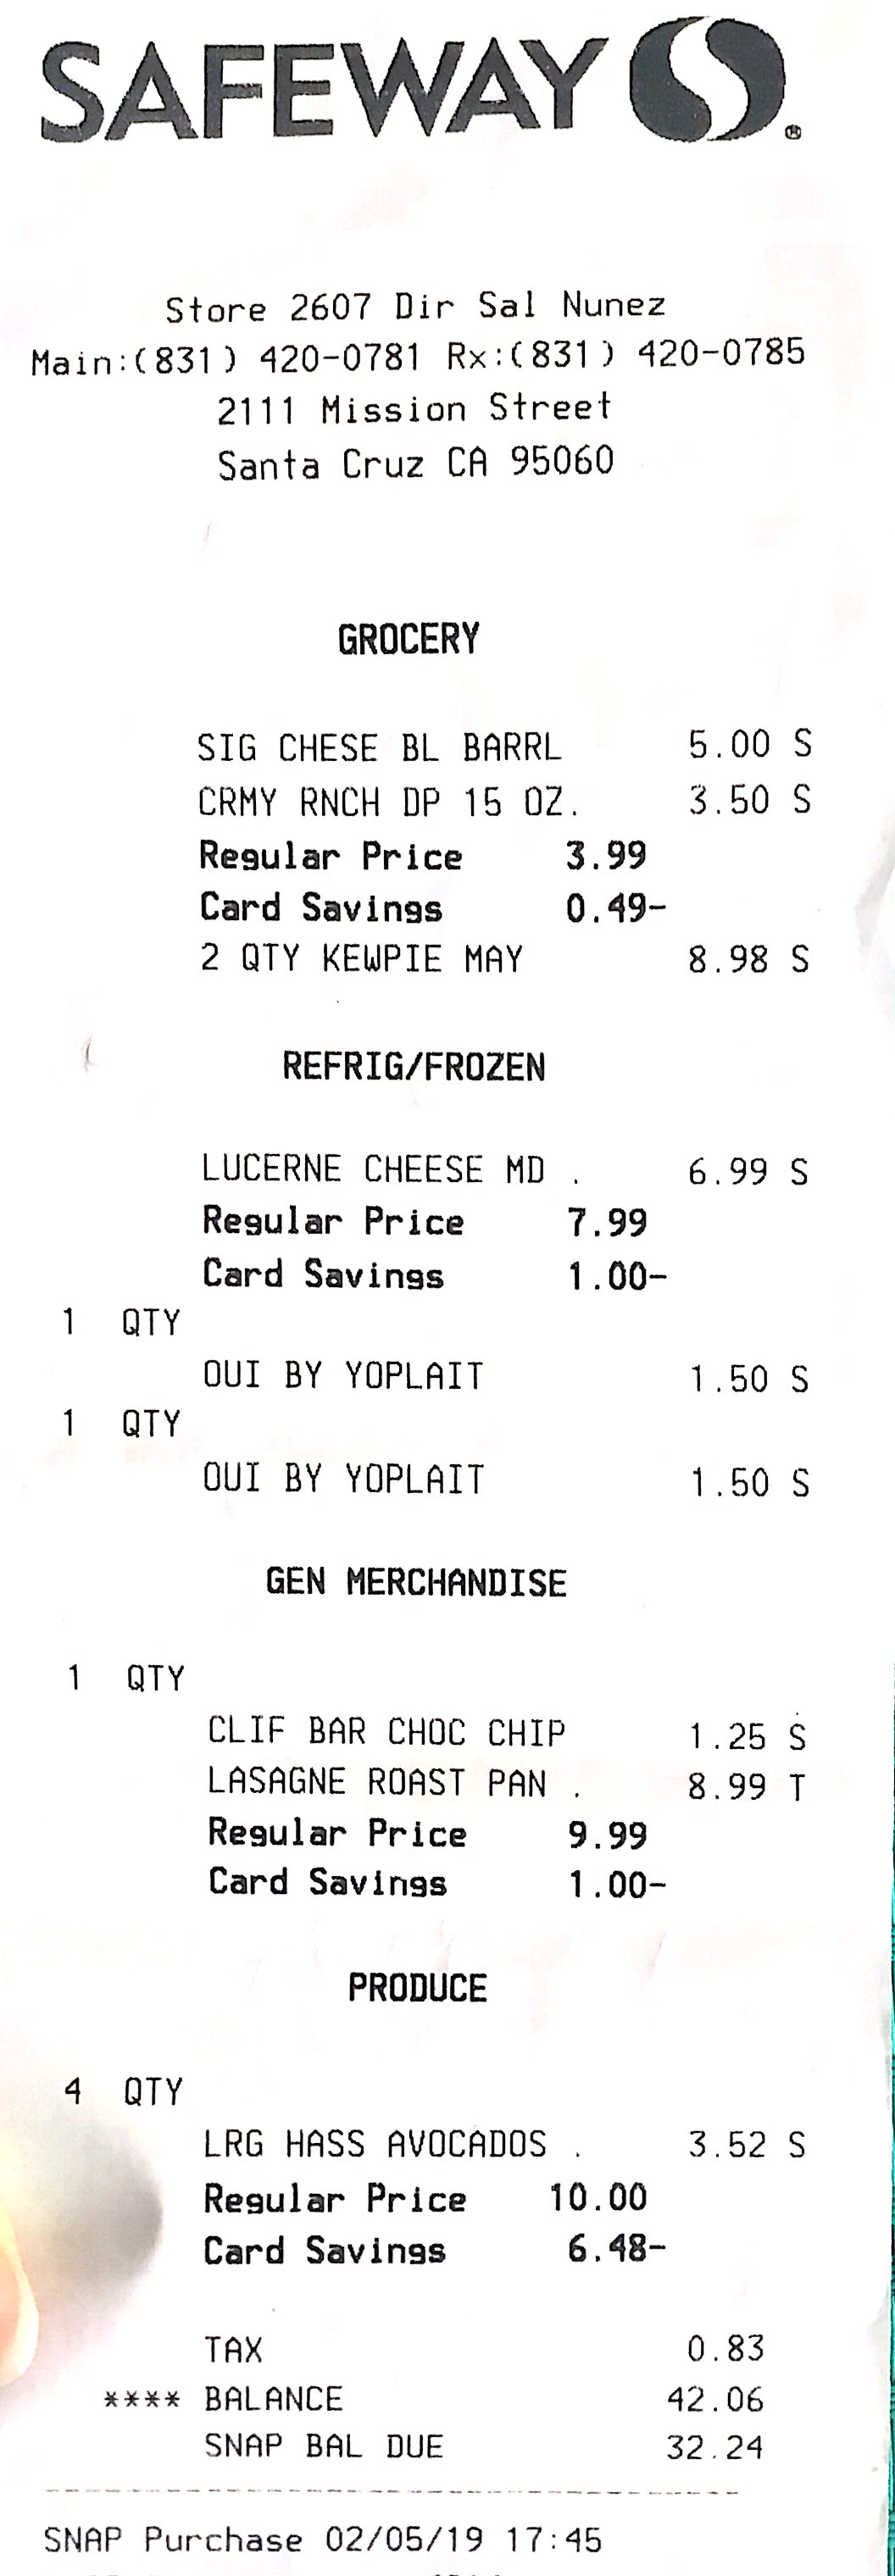 SAFEWAY ®
Store 2607 Dir Sal Nunez
Main:(831) 420-0781 Rx:(831) 420-0785
2111 Mission Street
Santa Cruz CA 95060
GROCERY
SIG CHESE BL BARRL 5.00 S
CRMY RNCH DP 15 OZ. 3.50 S
Regular Price 3.99
Card Savings 0.49-
2 QTY KEWPIE MAY 8.98 S
REFRIG/FROZEN
LUCERNE CHEESE MD . 6.99 S
Regular Price 7.99
Card Savings 1.00-
1 QTY
OUI BY YOPLAIT 1.50 S
1 QTY
OUI BY YOPLAIT 1.50 S
GEN MERCHANDISE
1 QTY
CLIF BAR CHOC CHIP 1.25 S
LASAGNE ROAST PAN . 8.99 T
Regular Price 9.99
Card Savings 1.00-
PRODUCE
4 QTY
LRG HASS AVOCADOS . 3.52 S
Regular Price 10.00
Card Savings 6.48-
TAX 0.83
**** BALANCE 42.06
SNAP BAL DUE 32.24
SNAP Purchase 02/05/19 17:45